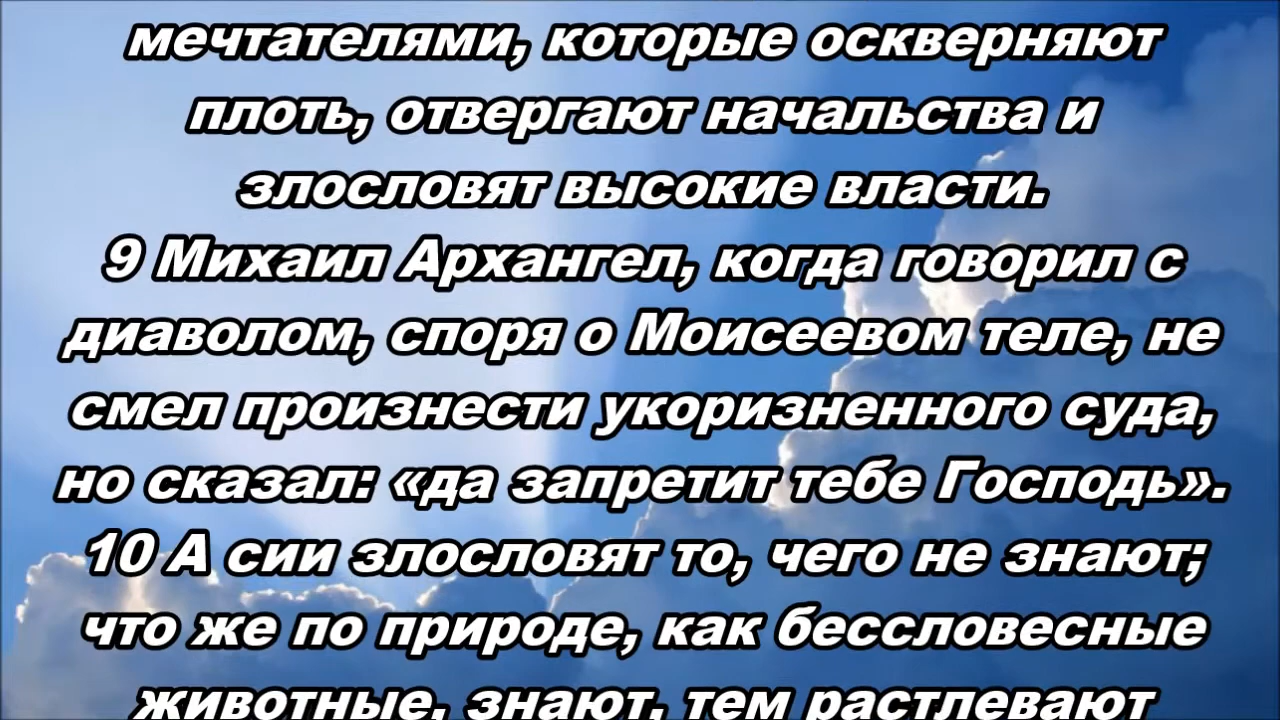 мечтателями, которые оскверняют
плоть, отвергают начальства и
злословят высокие власти.
9 Михаил Архангел, когда говорил с
диаволом, споря о Моисеевом теле, не
смел произнести укоризненного суда,
но сказал: «да запретит тебе Господь».
10 А сии злословят то, чего не знают;
что же по природе, как бессловесные
животные, знают, тем растлевают